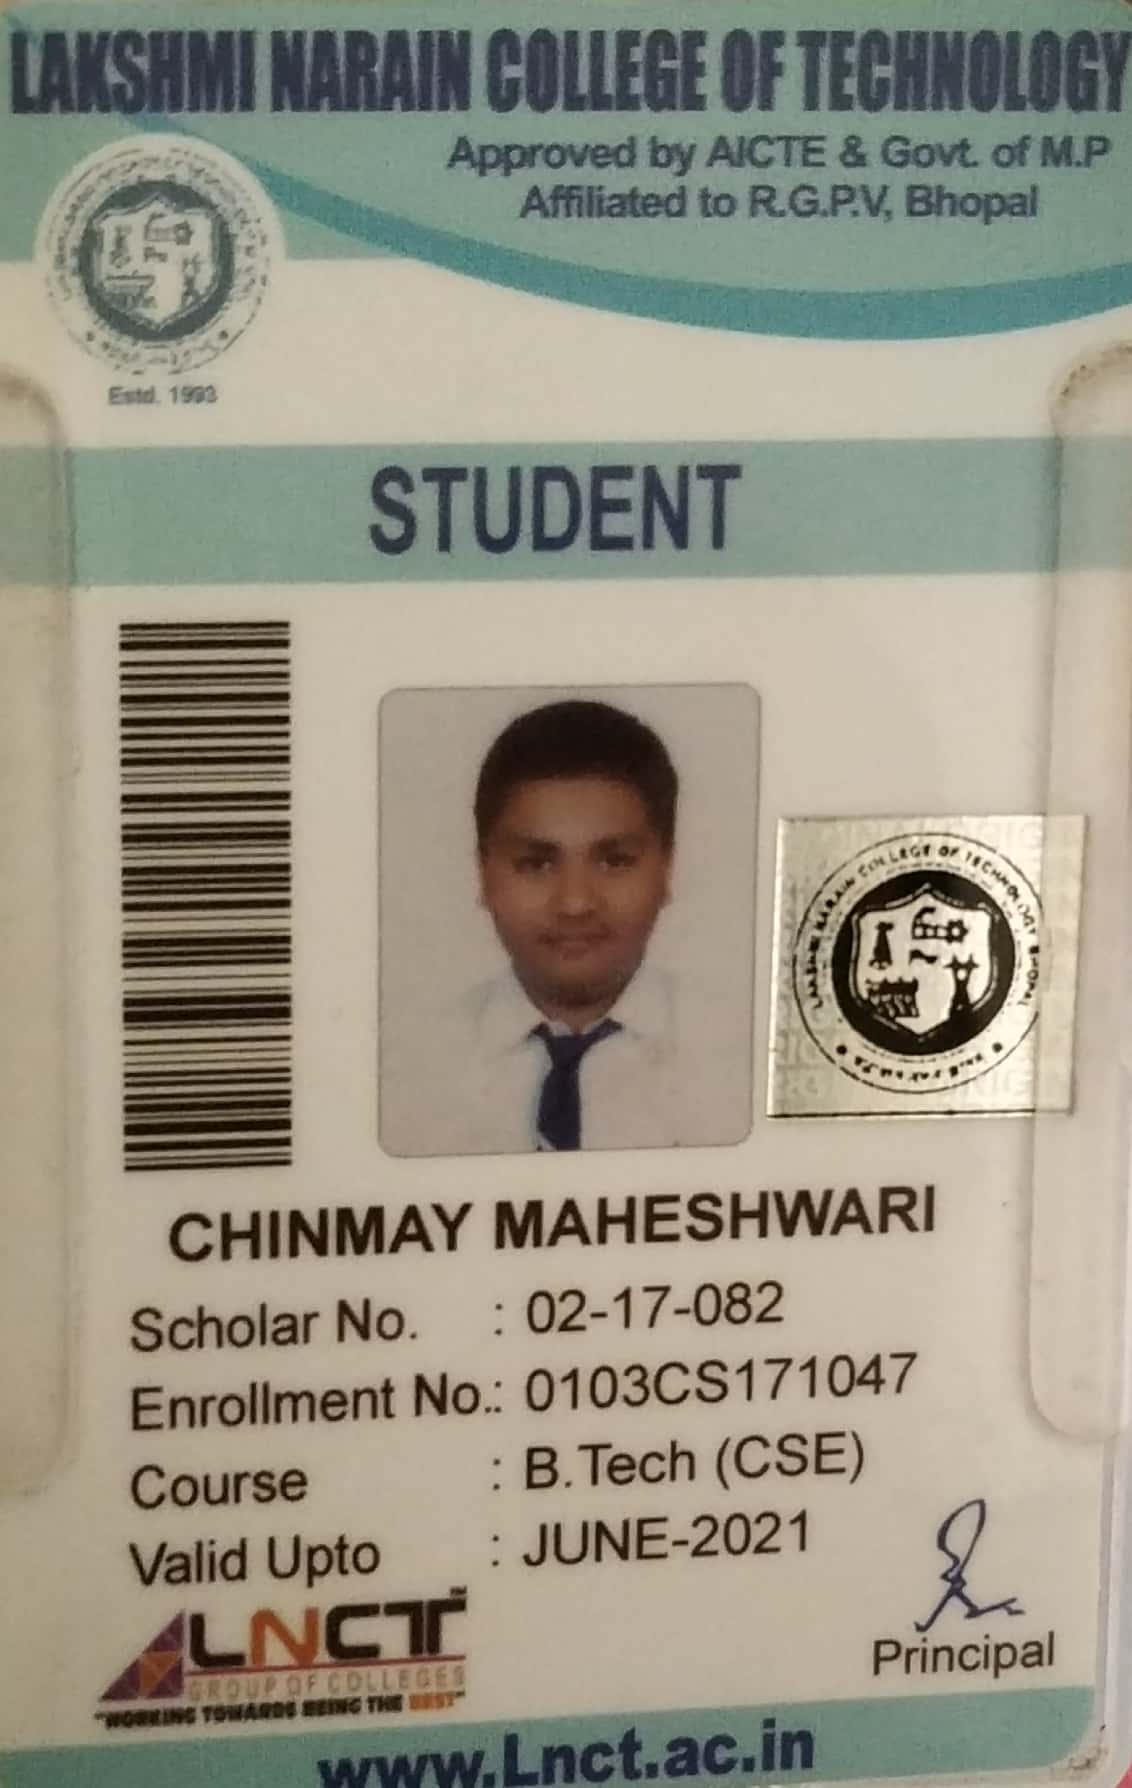 LAKSHMI NARAIN COLLEGE OF TECHNOLOGY
Approved by AICTE & Govt. of M.P
Affiliated to R.G.P.V, Bhopal
Estd. 1993
STUDENT
LAKSHMI NARAIN COLLEGE OF TECHNOLOGY BHOPAL
CHINMAY MAHESHWARI
Scholar No. : 02-17-082
Enrollment No.: 0103CS171047
Course : B.Tech (CSE)
Valid Upto : JUNE-2021
LNCT
GROUP OF COLLEGES
"WORKING TOWARDS BEING THE BEST"
Principal
www.Lnct.ac.in